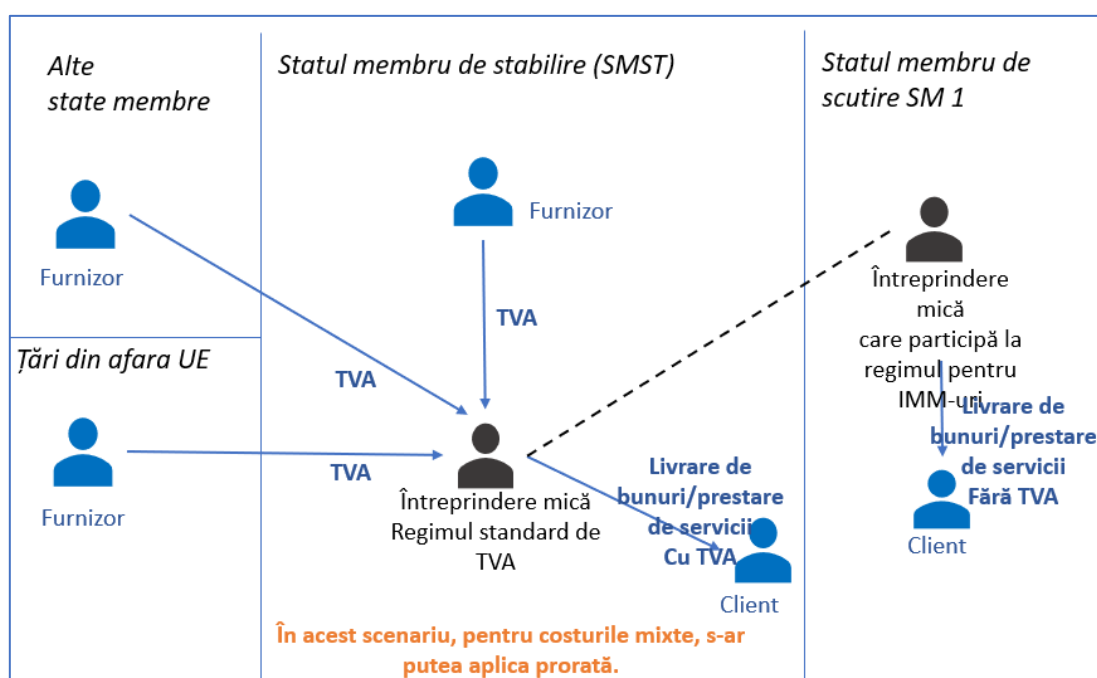 Alte
state membre
Furnizor
Țări din afara UE
Furnizor
Statul membru de stabilire (SMST)
Furnizor
TVA
TVA
TVA
Întreprindere mică
Regimul standard de
TVA
Livrare de
bunuri/prestare
de servicii
Cu TVA
Client
În acest scenariu, pentru costurile mixte, s-ar
putea aplica prorată.
Statul membru de
scutire SM 1
Întreprindere
mică
care participă la
regimul pentru
IMM-uri
Livrare de
bunuri/prestare
de servicii
Fără TVA
Client